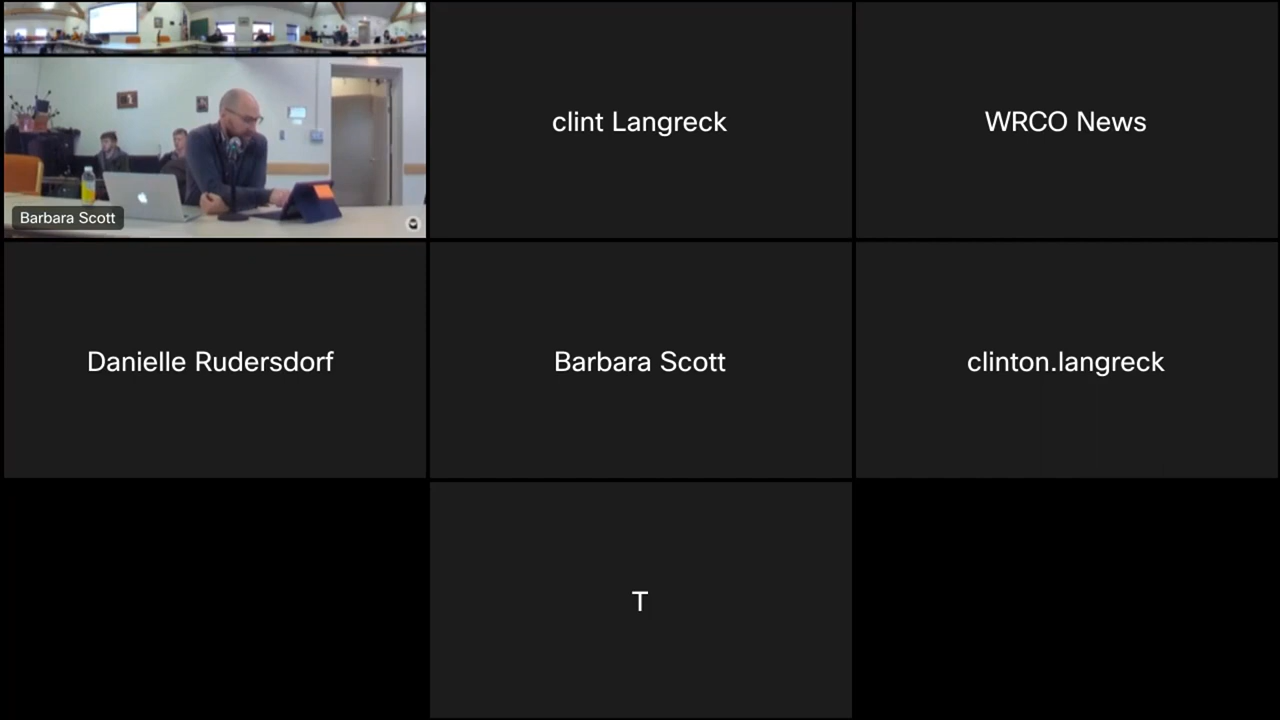 clint Langreck
WRCO News
Barbara Scott
Danielle Rudersdorf
Barbara Scott
clinton.langreck
T